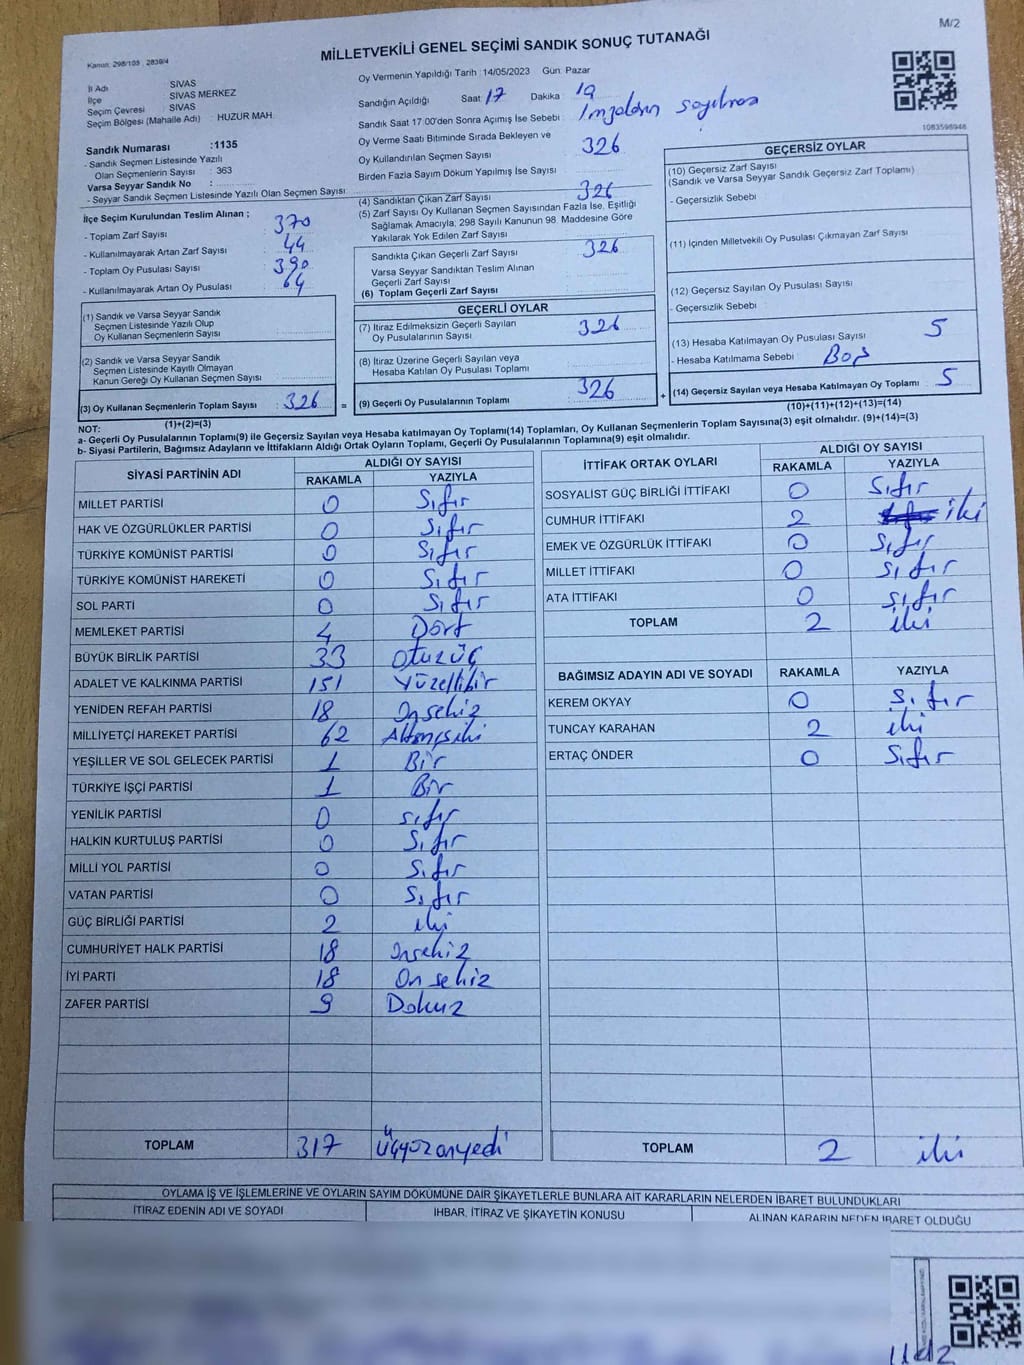 M/2
MİLLETVEKİLİ GENEL SEÇİMİ SANDIK SONUÇ TUTANAĞI
Kanun: 298/105 , 2839/4
İl Adı SİVAS
İlçe SİVAS MERKEZ
Seçim Çevresi : SİVAS
Seçim Bölgesi (Mahalle Adı) : HUZUR MAH.
Sandık Numarası :1135
- Sandık Seçmen Listesinde Yazılı
Olan Seçmenlerin Sayısı : 363
Varsa Seyyar Sandık No :
- Seyyar Sandık Seçmen Listesinde Yazılı Olan Seçmen Sayısı
Oy Vermenin Yapıldığı Tarih : 14/05/2023 Gün: Pazar
Sandığın Açıldığı Saat 17 Dakika 19
Sandık Saat 17:00'den Sonra Açımış İse Sebebi : İmzaların sayılması
Oy Verme Saati Bitiminde Sırada Bekleyen ve
Oy Kullandırılan Seçmen Sayısı 326
Birden Fazla Sayım Döküm Yapılmış İse Sayısı
1083598946
İlçe Seçim Kurulundan Teslim Alınan ;
- Toplam Zarf Sayısı : 370
- Kullanılmayarak Artan Zarf Sayısı : 44
- Toplam Oy Pusulası Sayısı : 390
- Kullanılmayarak Artan Oy Pusulası : 64
(1) Sandık ve Varsa Seyyar Sandık
Seçmen Listesinde Yazılı Olup
Oy Kullanan Seçmenlerin Sayısı
(2) Sandık ve Varsa Seyyar Sandık
Seçmen Listesinde Kayıtlı Olmayan
Kanun Gereği Oy Kullanan Seçmen Sayısı
(3) Oy Kullanan Seçmenlerin Toplam Sayısı : 326
(1)+(2)=(3)
(4) Sandıktan Çıkan Zarf Sayısı 326
(5) Zarf Sayısı Oy Kullanan Seçmen Sayısından Fazla İse, Eşitliği
Sağlamak Amacıyla, 298 Sayılı Kanunun 98. Maddesine Göre
Yakılarak Yok Edilen Zarf Sayısı
Sandıkta Çıkan Geçerli Zarf Sayısı 326
Varsa Seyyar Sandıktan Teslim Alınan
Geçerli Zarf Sayısı
(6) Toplam Geçerli Zarf Sayısı
GEÇERLİ OYLAR
(7) İtiraz Edilmeksizin Geçerli Sayılan
Oy Pusulalarının Sayısı 326
(8) İtiraz Üzerine Geçerli Sayılan veya
Hesaba Katılan Oy Pusulası Toplamı
= (9) Geçerli Oy Pusulalarının Toplamı 326
GEÇERSİZ OYLAR
(10) Geçersiz Zarf Sayısı
(Sandık ve Varsa Seyyar Sandık Geçersiz Zarf Toplamı)
- Geçersizlik Sebebi
(11) İçinden Milletvekili Oy Pusulası Çıkmayan Zarf Sayısı
(12) Geçersiz Sayılan Oy Pusulası Sayısı
- Geçersizlik Sebebi :
(13) Hesaba Katılmayan Oy Pusulası Sayısı 5
- Hesaba Katılmama Sebebi Boş
+ (14) Geçersiz Sayılan veya Hesaba Katılmayan Oy Toplamı 5
(10)+(11)+(12)+(13)=(14)
NOT:
a- Geçerli Oy Pusulalarının Toplamı(9) ile Geçersiz Sayılan veya Hesaba Katılmayan Oy Toplamı(14) Toplamları, Oy Kullanan Seçmenlerin Toplam Sayısına(3) eşit olmalıdır. (9)+(14)=(3)
b- Siyasi Partilerin, Bağımsız Adayların ve İttifakların Aldığı Ortak Oyların Toplamı, Geçerli Oy Pusulalarının Toplamına(9) eşit olmalıdır.
SİYASİ PARTİNİN ADI ALDIĞI OY SAYISI
RAKAMLA YAZIYLA
MİLLET PARTİSİ 0 Sıfır
HAK VE ÖZGÜRLÜKLER PARTİSİ 0 Sıfır
TÜRKİYE KOMÜNİST PARTİSİ 0 Sıfır
TÜRKİYE KOMÜNİST HAREKETİ 0 Sıfır
SOL PARTİ 0 Sıfır
MEMLEKET PARTİSİ 4 Dört
BÜYÜK BİRLİK PARTİSİ 33 Otuzüç
ADALET VE KALKINMA PARTİSİ 151 Yüzellibir
YENİDEN REFAH PARTİSİ 18 Onsekiz
MİLLİYETÇİ HAREKET PARTİSİ 62 Altmışiki
YEŞİLLER VE SOL GELECEK PARTİSİ 1 Bir
TÜRKİYE İŞÇİ PARTİSİ 1 Bir
YENİLİK PARTİSİ 0 sıfır
HALKIN KURTULUŞ PARTİSİ 0 Sıfır
MİLLİ YOL PARTİSİ 0 Sıfır
VATAN PARTİSİ 0 Sıfır
GÜÇ BİRLİĞİ PARTİSİ 2 iki
CUMHURİYET HALK PARTİSİ 18 Onsekiz
İYİ PARTİ 18 On sekiz
ZAFER PARTİSİ 9 Dokuz
TOPLAM 317 Üçyüzonyedi
İTTİFAK ORTAK OYLARI ALDIĞI OY SAYISI
RAKAMLA YAZIYLA
SOSYALİST GÜÇ BİRLİĞİ İTTİFAKI 0 Sıfır
CUMHUR İTTİFAKI 2 iki
EMEK VE ÖZGÜRLÜK İTTİFAKI 0 Sıfır
MİLLET İTTİFAKI 0 sıfır
ATA İTTİFAKI 0 sıfır
TOPLAM 2 iki
BAĞIMSIZ ADAYIN ADI VE SOYADI RAKAMLA YAZIYLA
KEREM OKYAY 0 sıfır
TUNCAY KARAHAN 2 iki
ERTAÇ ÖNDER 0 Sıfır
TOPLAM 2 iki
OYLAMA İŞ VE İŞLEMLERİNE VE OYLARIN SAYIM DÖKÜMÜNE DAİR ŞİKAYETLERLE BUNLARA AİT KARARLARIN NELERDEN İBARET BULUNDUKLARI
İTİRAZ EDENİN ADI VE SOYADI İHBAR, İTİRAZ VE ŞİKAYETİN KONUSU ALINAN KARARIN NEDEN İBARET OLDUĞU